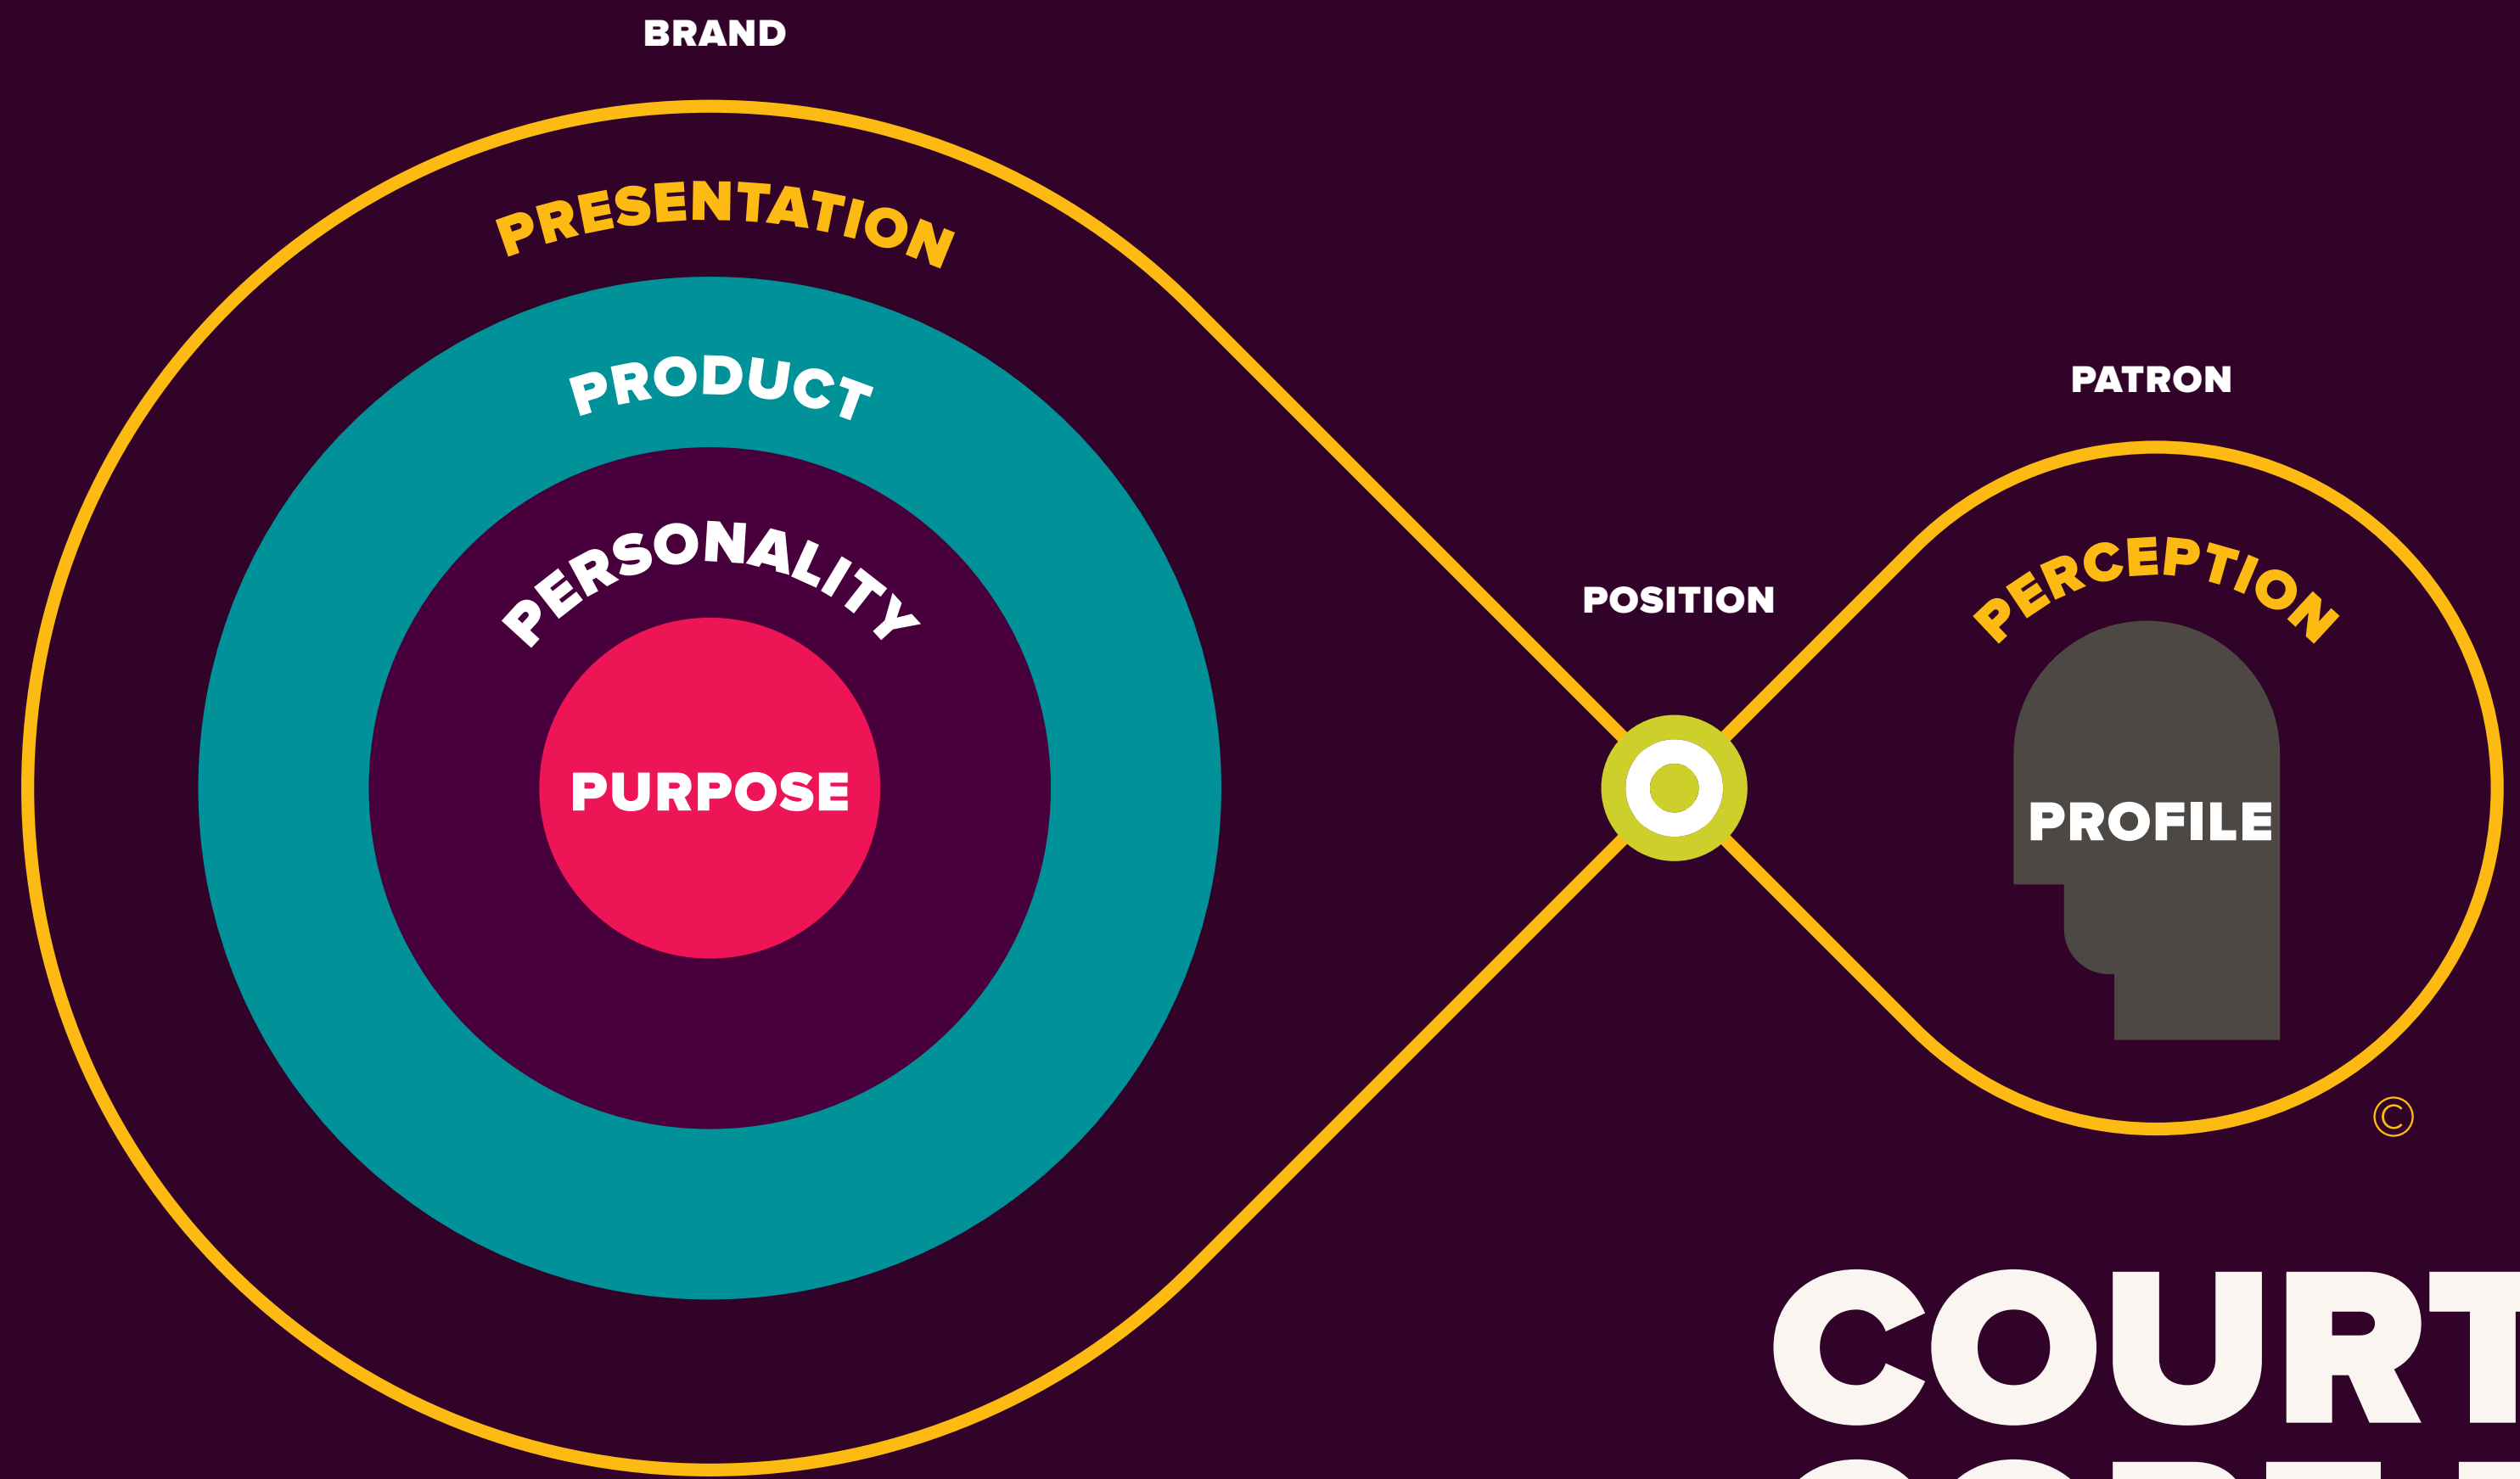 BRAND
PRESENTATION
PRODUCT
PERSONALITY
PURPOSE
POSITION
PATRON
PERCEPTION
PROFILE
©
COURT